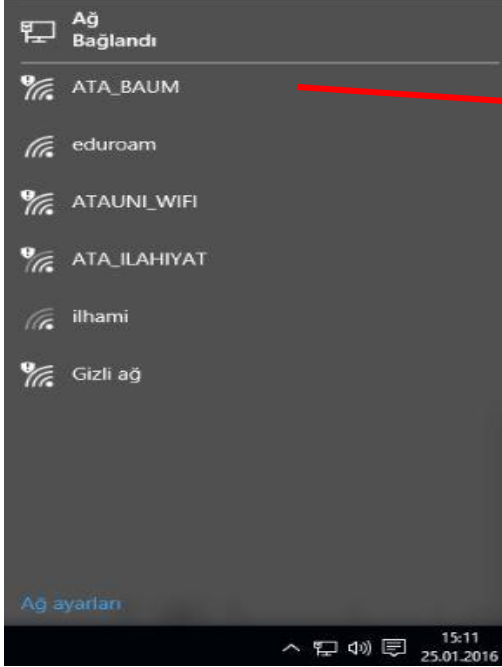 Ağ
Bağlandı
ATA_BAUM
eduroam
ATAUNI_WIFI
ATA_ILAHIYAT
ilhami
Gizli ağ
Ağ ayarları
15:11
25.01.2016